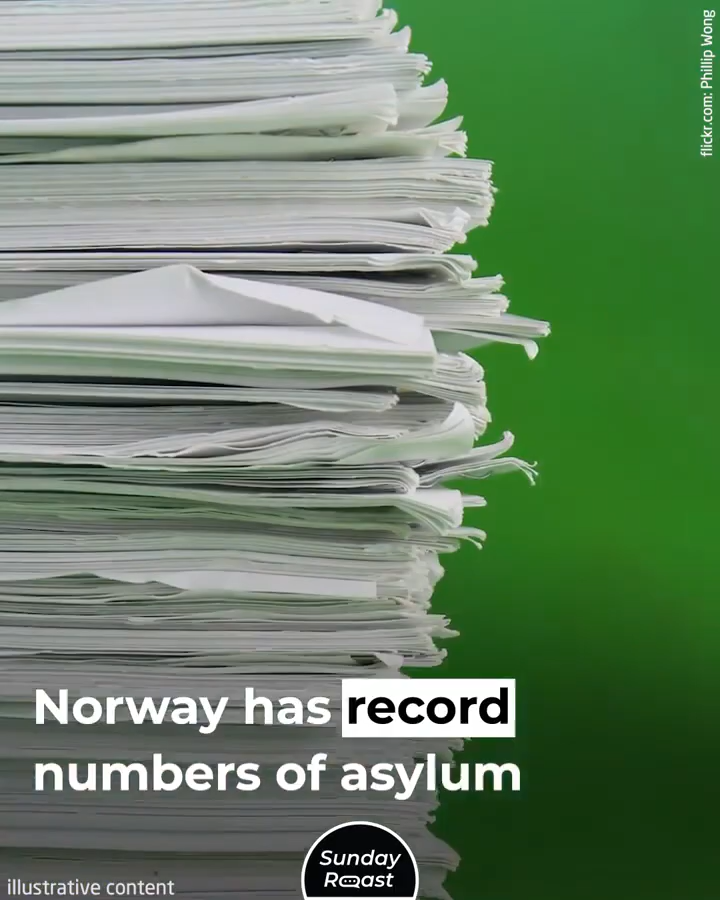 flickr.com: Phillip Wong
Norway has record
numbers of asylum
Sunday
Roast
illustrative content